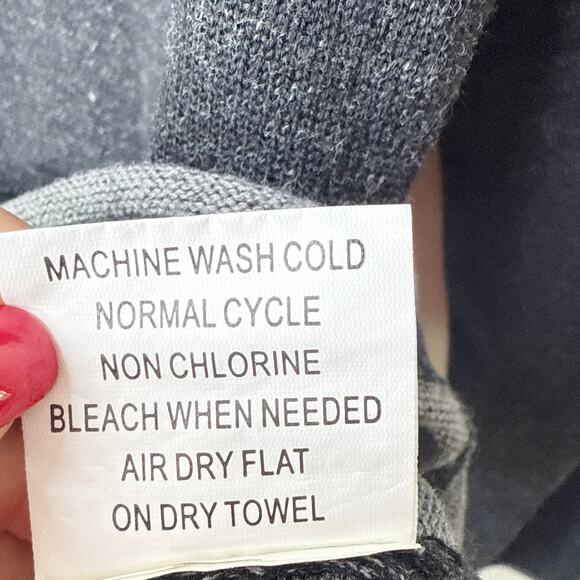 MACHINE WASH COLD
NORMAL CYCLE
NON CHLORINE
BLEACH WHEN NEEDED
AIR DRY FLAT
ON DRY TOWEL